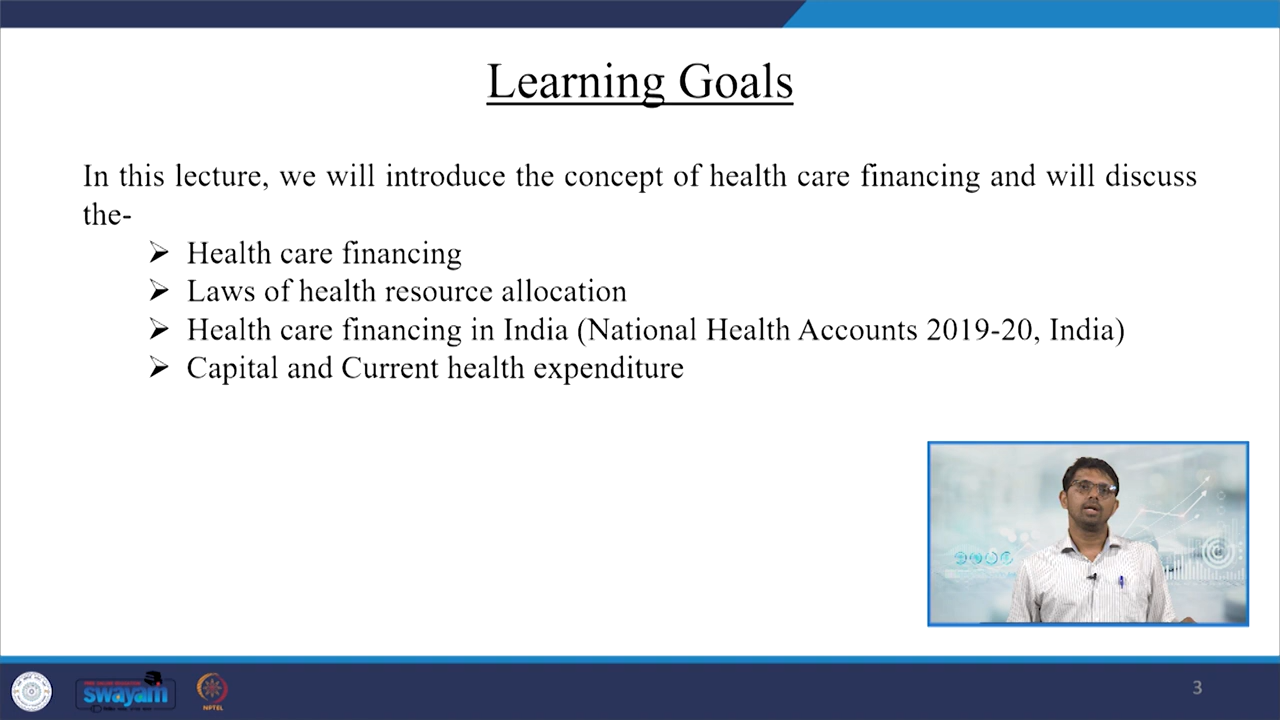 Learning Goals
In this lecture, we will introduce the concept of health care financing and will discuss
the-
Health care financing
Laws of health resource allocation
Health care financing in India (National Health Accounts 2019-20, India)
Capital and Current health expenditure
swayam
NPTEL
3